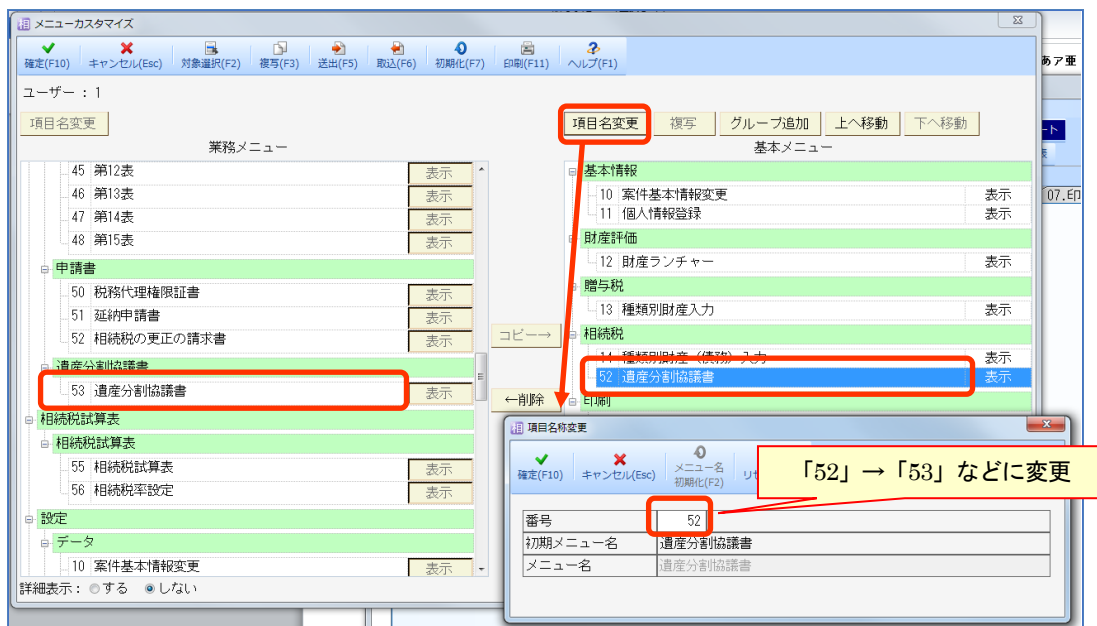 メニューカスタマイズ
確定(F10) キャンセル(Esc) 対象選択(F2) 複写(F3) 送出(F5) 取込(F6) 初期化(F7) 印刷(F11) ヘルプ(F1)
あア亜
ユーザー : 1
項目名変更
項目名変更 複写 グループ追加 上へ移動 下へ移動
業務メニュー
45 第12表 表示
46 第13表 表示
47 第14表 表示
48 第15表 表示
申請書
50 税務代理権限証書 表示
51 延納申請書 表示
52 相続税の更正の請求書 表示
遺産分割協議書
53 遺産分割協議書 表示
相続税試算表
相続税試算表
55 相続税試算表 表示
56 相続税率設定 表示
設定
データ
10 案件基本情報変更 表示
詳細表示: する しない
コピー→
←削除
基本メニュー
基本情報
10 案件基本情報変更 表示
11 個人情報登録 表示
財産評価
12 財産ランチャー 表示
贈与税
13 種類別財産入力 表示
相続税
14 種類別財産（債務）入力 表示
52 遺産分割協議書 表示
印刷
ート
07.印
項目名称変更
確定(F10) キャンセル(Esc) メニュー名
初期化(F2) リセ
「52」→「53」などに変更
番号 52
初期メニュー名 遺産分割協議書
メニュー名 遺産分割協議書